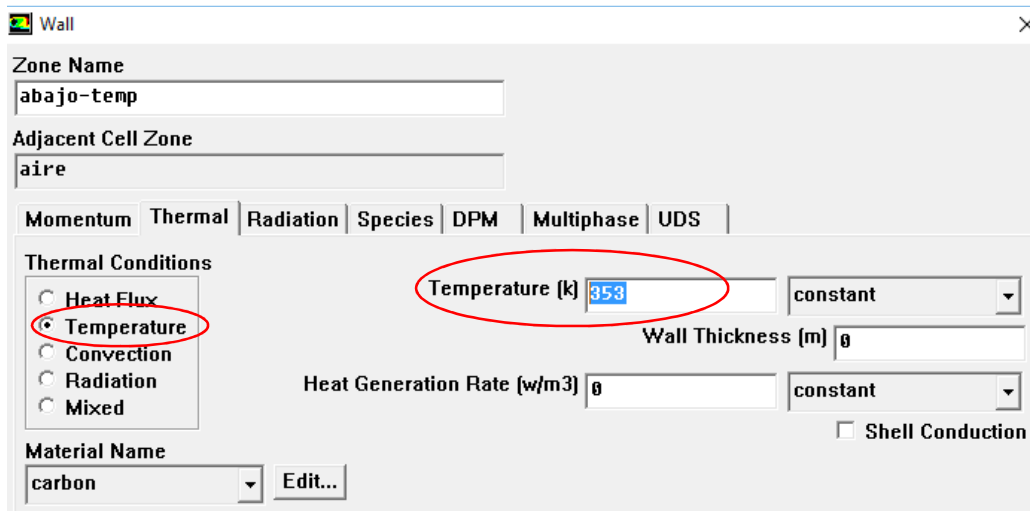 Wall
Zone Name
abajo-temp
Adjacent Cell Zone
aire
Momentum Thermal Radiation Species DPM Multiphase UDS
Thermal Conditions
Heat Flux
Temperature
Convection
Radiation
Mixed
Temperature (k) 353 constant
Wall Thickness (m) 0
Heat Generation Rate (w/m3) 0 constant
Shell Conduction
Material Name
carbon Edit...